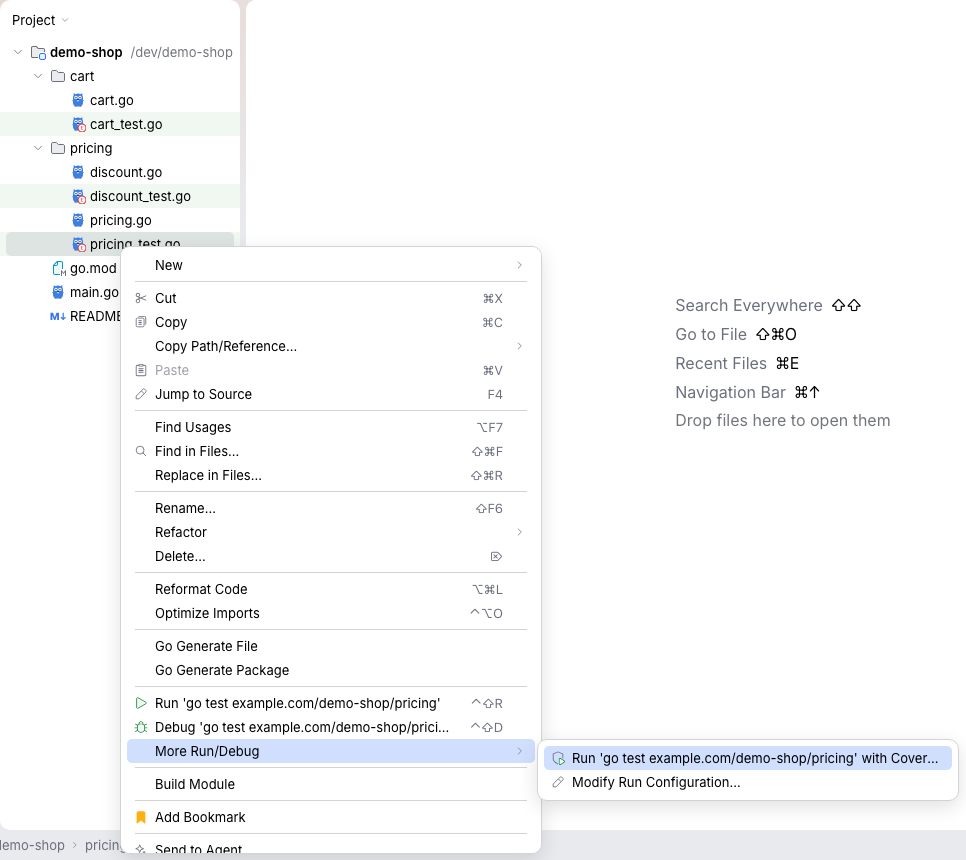 Project
demo-shop /dev/demo-shop
cart
cart.go
cart_test.go
pricing
discount.go
discount_test.go
pricing.go
pricing_test.go
go.mod
main.go
README
New
Cut ⌘X
Copy ⌘C
Copy Path/Reference...
Paste ⌘V
Jump to Source F4
Find Usages ⌥F7
Find in Files... ⇧⌘F
Replace in Files... ⇧⌘R
Rename... ⇧F6
Refactor
Delete... ⌦
Reformat Code ⌥⌘L
Optimize Imports ^⌥O
Go Generate File
Go Generate Package
Run 'go test example.com/demo-shop/pricing' ^⇧R
Debug 'go test example.com/demo-shop/prici... ^⇧D
More Run/Debug
Build Module
Add Bookmark
Send to Agent
Run 'go test example.com/demo-shop/pricing' with Cover...
Modify Run Configuration...
Search Everywhere ⇧⇧
Go to File ⇧⌘O
Recent Files ⌘E
Navigation Bar ⌘↑
Drop files here to open them
demo-shop › pricing